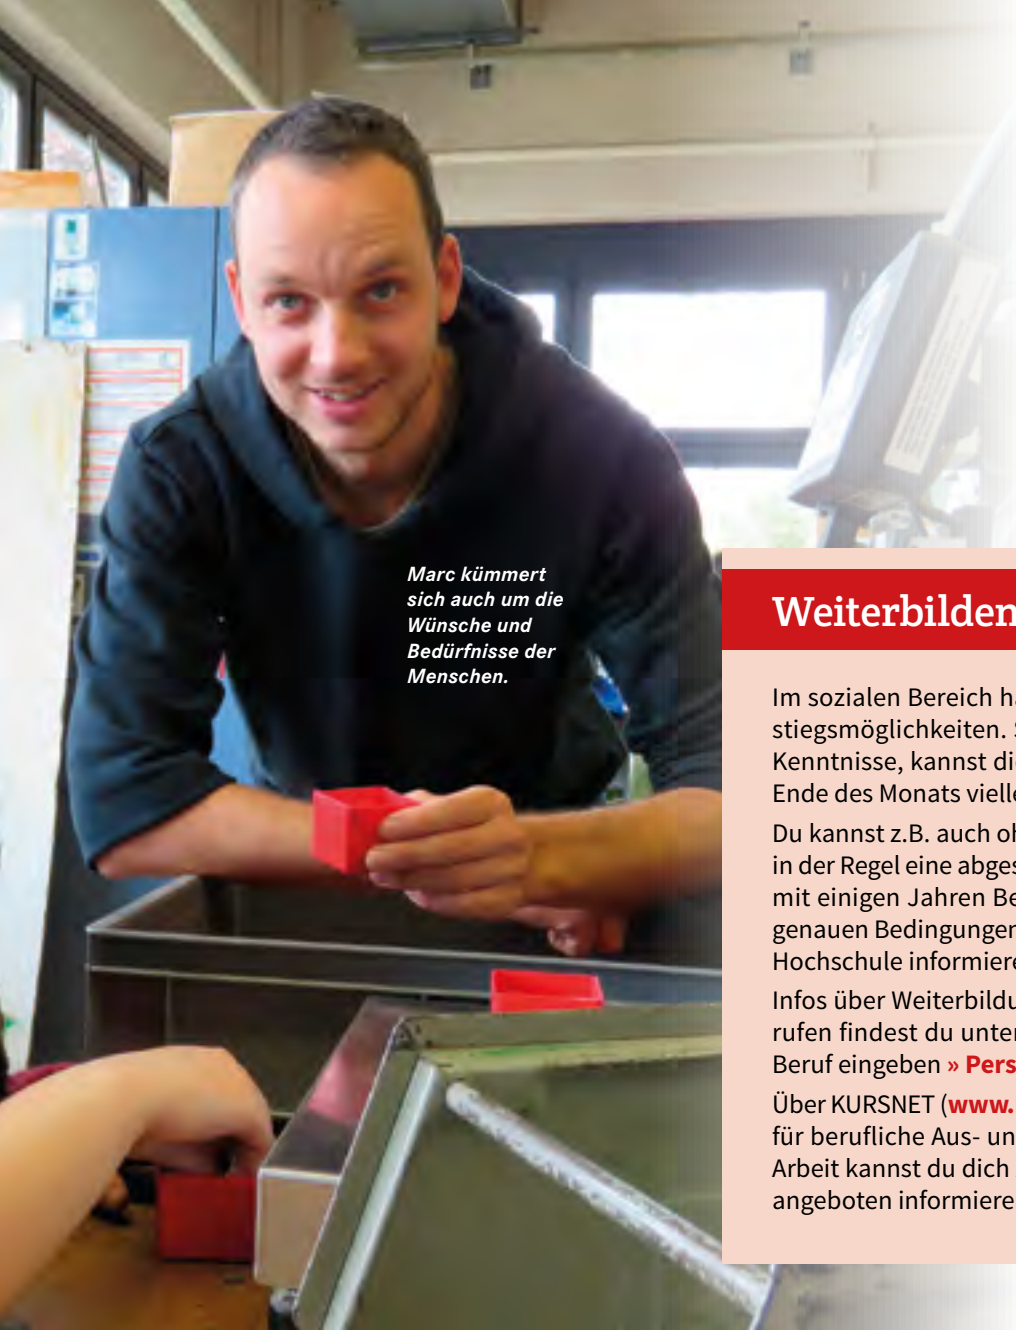 Marc kümmert
sich auch um die
Wünsche und
Bedürfnisse der
Menschen.
Weiterbilden
Im sozialen Bereich
stiegsmöglichkeiten.
Kenntnisse, kannst
Ende des Monats
Du kannst z.B. auch
in der Regel eine
mit einigen Jahren
genauen Bedingungen
Hochschule
Infos über
rufen findest du unter
Beruf eingeben »
Über KURSNET (www.
für berufliche Aus-
Arbeit kannst du dich
angeboten